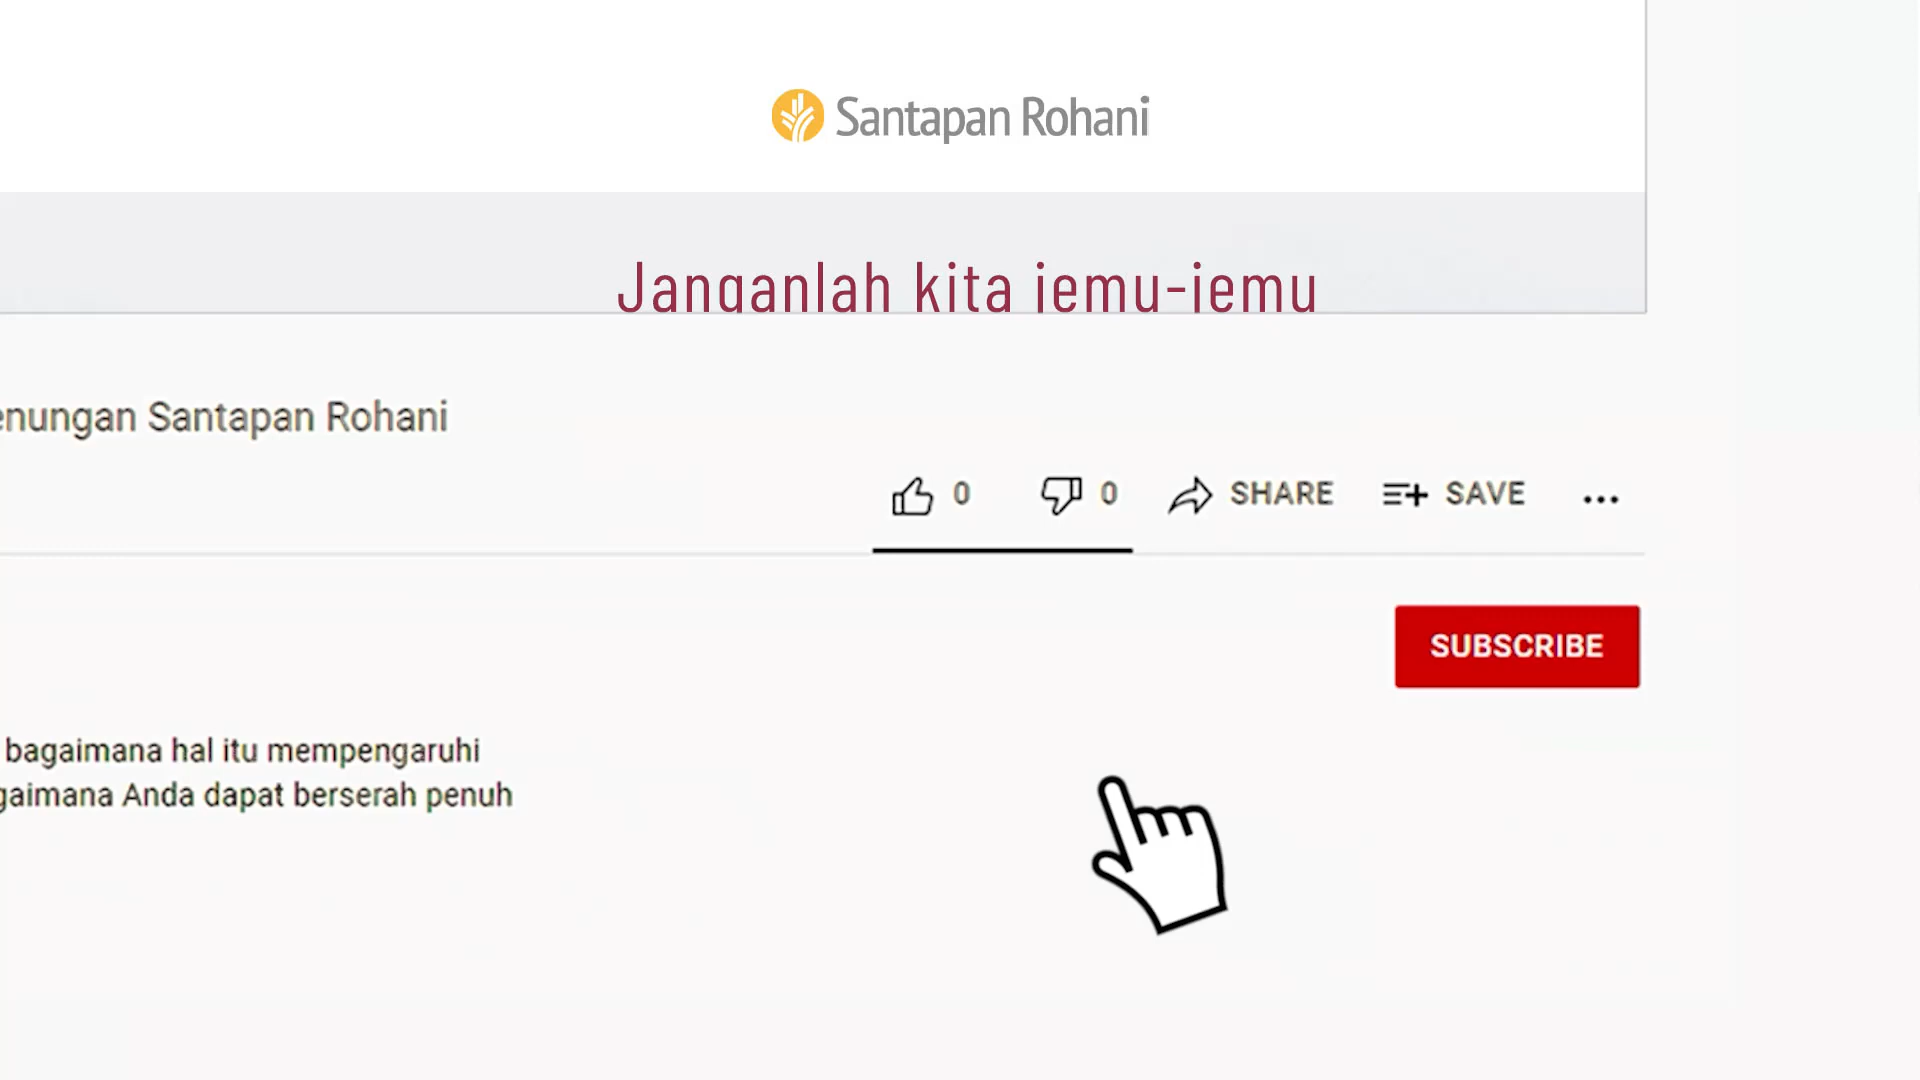 Santapan Rohani
Janganlah kita jemu-jemu
enungan Santapan Rohani
0 0 SHARE SAVE ...
SUBSCRIBE
bagaimana hal itu mempengaruhi
gaimana Anda dapat berserah penuh